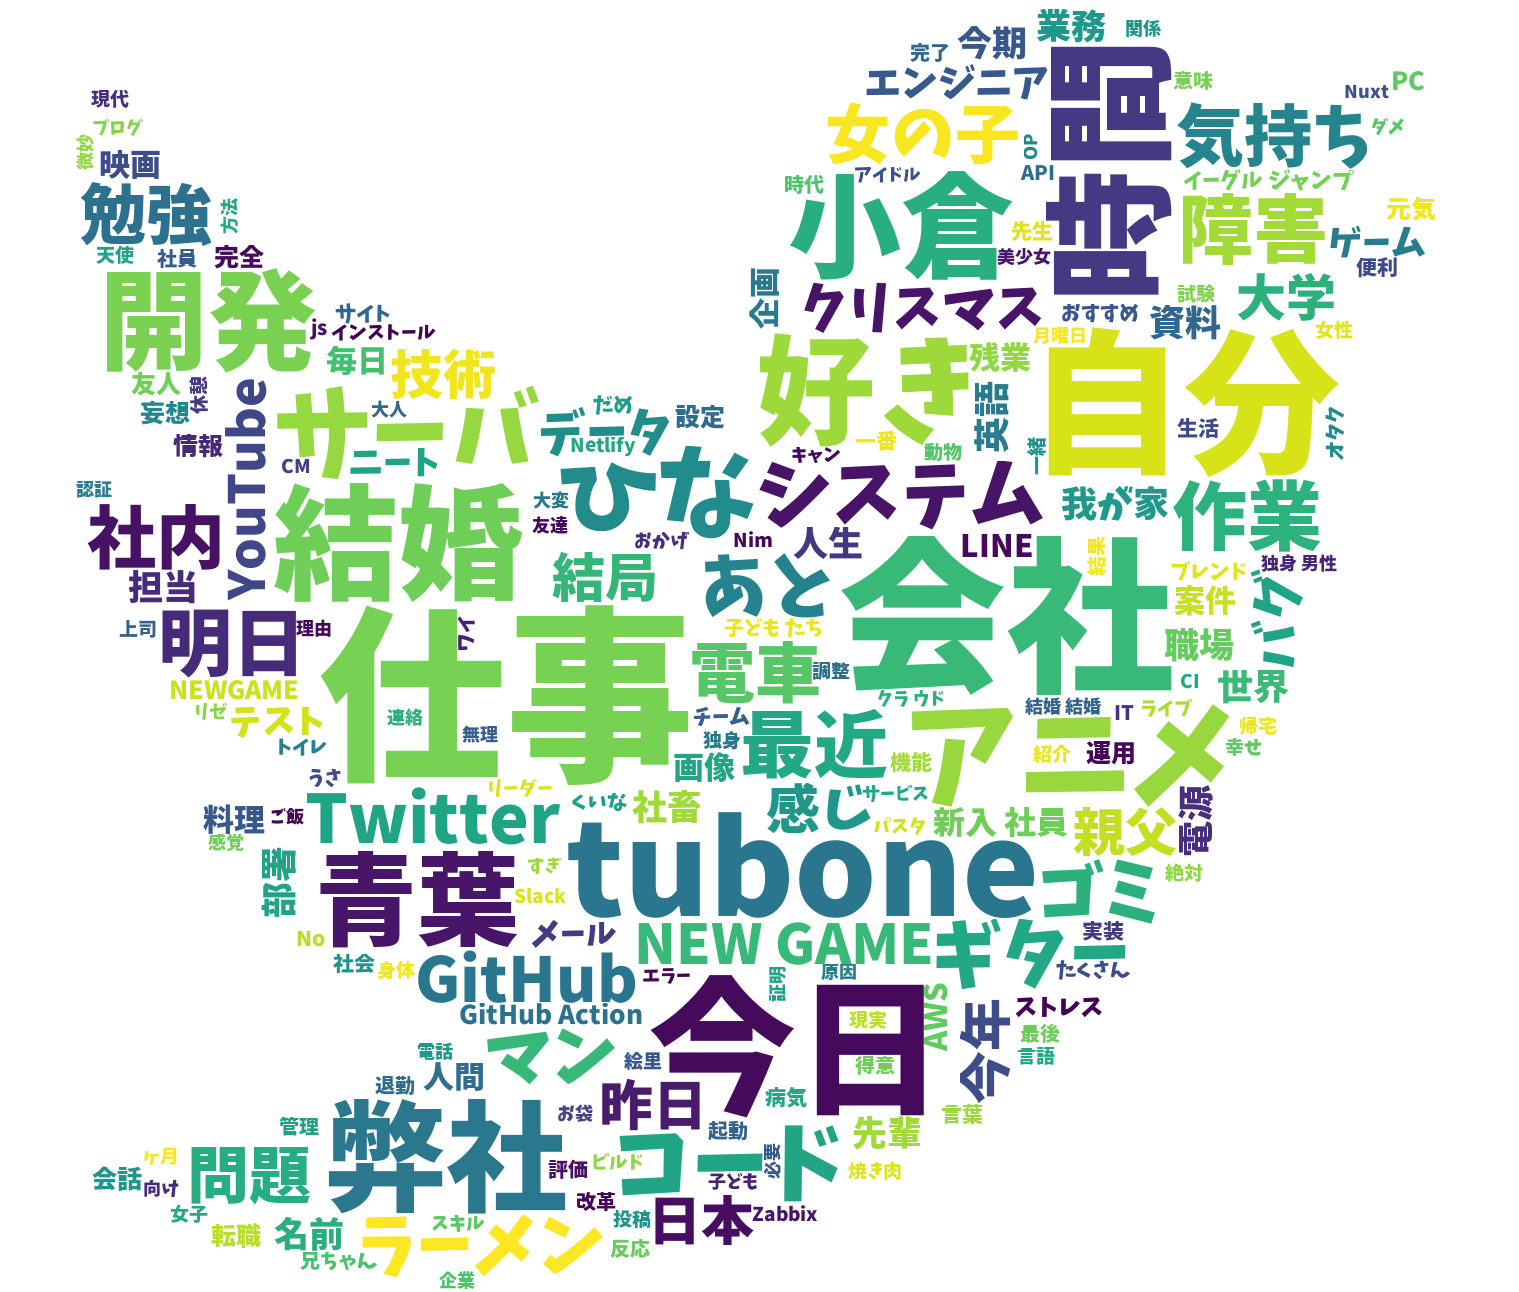 業務
関係
今期
完了
時間
エンジニア
意味
PC
Nuxt
現代
女の子
気持ち
ブログ
ダメ
微妙
OP
映画
API
アイドル
時代
イーグル ジャンプ
小倉
勉強
方法
障害
元気
先生
ゲーム
天使
社員
完全
美少女
便利
開発
企画
クリスマス
試験
大学
おすすめ
資料
サイト
js
インストール
月曜日
女性
自分
好き
残業
毎日
技術
友人
休憩
YouTube
英語
サーバ
大人
だめ
データ
設定
妄想
生活
オタク
情報
Netlify
一番
動物
一緒
CM
ニート
キャン
ひな
システム
認証
結婚
大変
我が家
作業
社内
友達
おかげ
Nim
人生
LINE
結果
独身 男性
担当
結局
あと
会社
ブレンド
バグ
案件
明日
上司
理由
仕事
ワイ
子ども たち
職場
電車
調整
世界
CI
NEWGAME
クラ ウド
リゼ
テスト
連絡
チーム
最近
アニメ
結婚 結婚
IT
ライブ
無理
独身
帰宅
トイレ
紹介
運用
幸せ
画像
機能
うさ
リーダー
感じ
サービス
電源
Twitter
くいな
社畜
料理
ご飯
パスタ
新入 社員
親父
感覚
tubone
部署
青葉
すぎ
ゴミ
絶対
Slack
No
メール
NEW GAME
ギター
実装
社会
身体
GitHub
エラー
証明
原因
たくさん
今日
AWS
GitHub Action
現実
今年
ストレス
最後
マン
電話
絵里
得意
言語
人間
退勤
昨日
病気
弊社
お袋
言葉
管理
起動
先輩
コード
ヶ月
問題
必要
会話
評価
ビルド
焼き肉
向け
子ども
改革
日本
Zabbix
女子
投稿
転職
名前
ラーメン
スキル
反応
兄ちゃん
企業